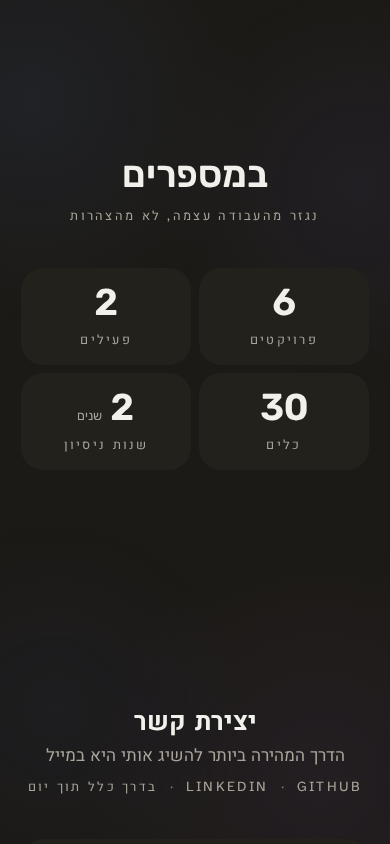 במספרים
נגזר מהעבודה עצמה, לא מהצהרות
6
פרויקטים
2
פעילים
30
כלים
2 שנים
שנות ניסיון
יצירת קשר
הדרך המהירה ביותר להשיג אותי היא במייל
GITHUB · LINKEDIN · בדרך כלל תוך יום